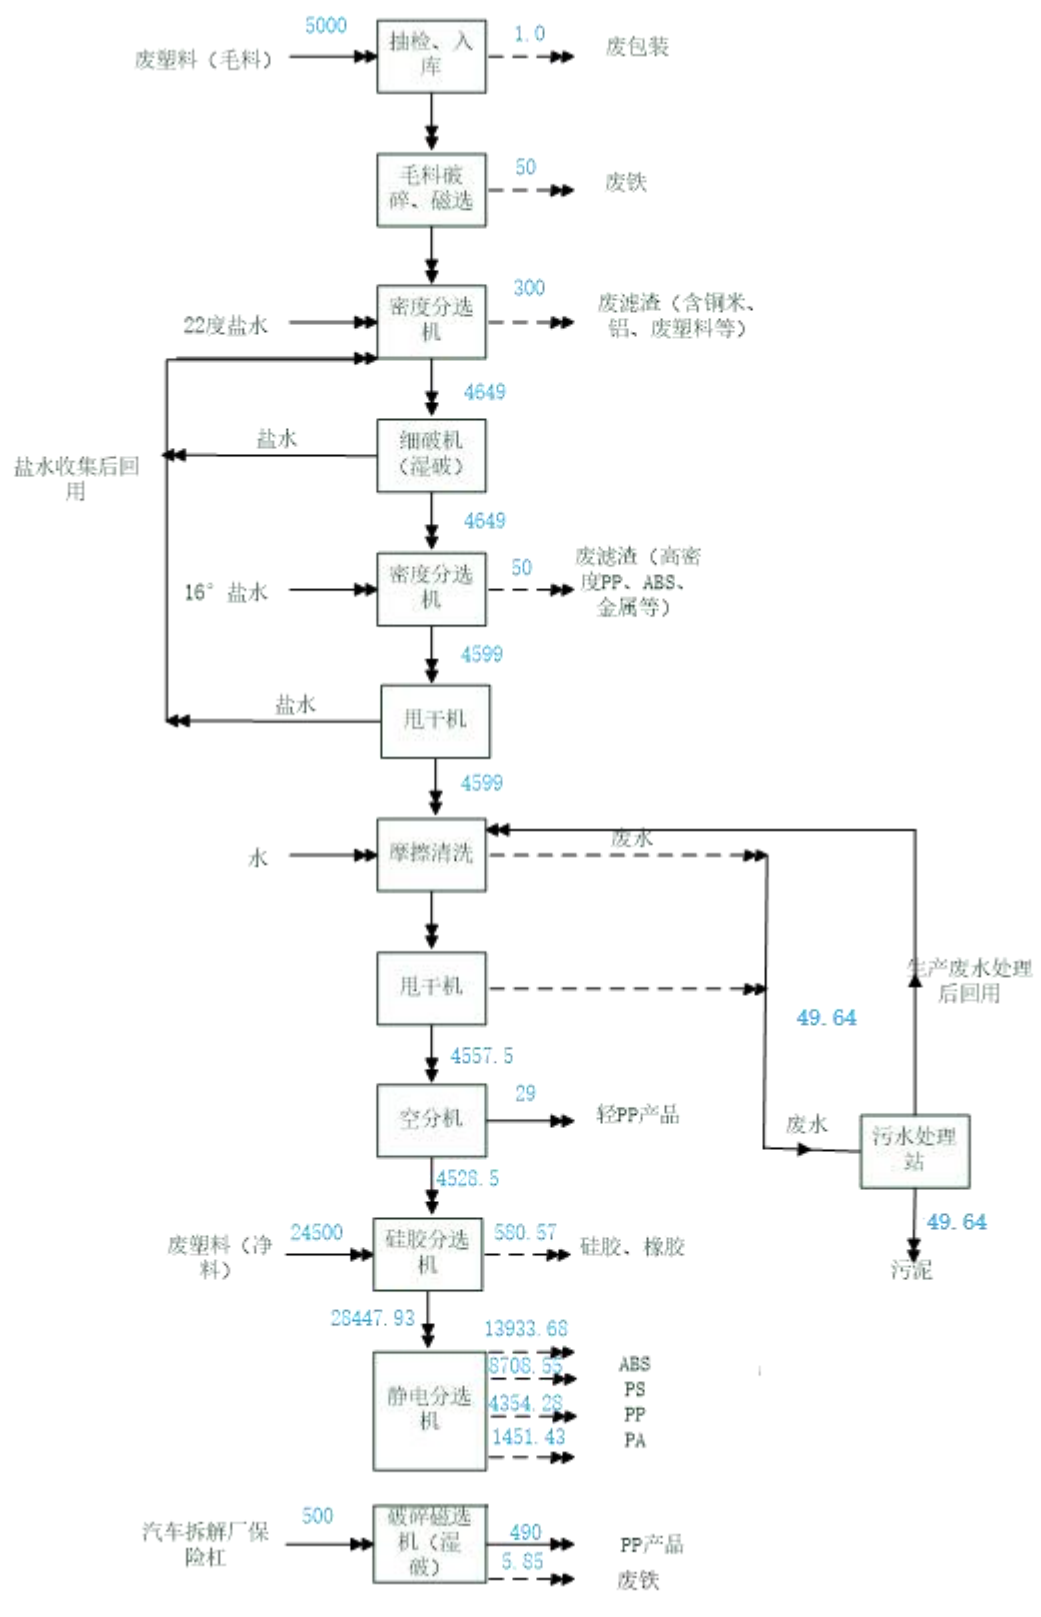 5000
废塑料（毛料）
抽检、入
库
1.0
废包装
毛料破
碎、磁选
50
废铁
22度盐水
密度分选
机
300
废滤渣（含铜米、
铝、废塑料等）
4649
盐水
细破机
（湿破）
盐水收集后回
用
4649
16° 盐水
密度分选
机
50
废滤渣（高密
度PP、ABS、
金属等）
4599
盐水
甩干机
4599
水
摩擦清洗
废水
甩干机
生产废水处理
后回用
49.64
4557.5
空分机
29
轻PP产品
废水
污水处理
站
4528.5
49.64
污泥
废塑料（净
料）
24500
硅胶分选
机
580.57
硅胶、橡胶
28447.93
静电分选
机
13933.68
8708.55
4354.28
1451.43
ABS
PS
PP
PA
汽车拆解厂保
险杠
500
破碎磁选
机（湿
破）
490
PP产品
5.85
废铁